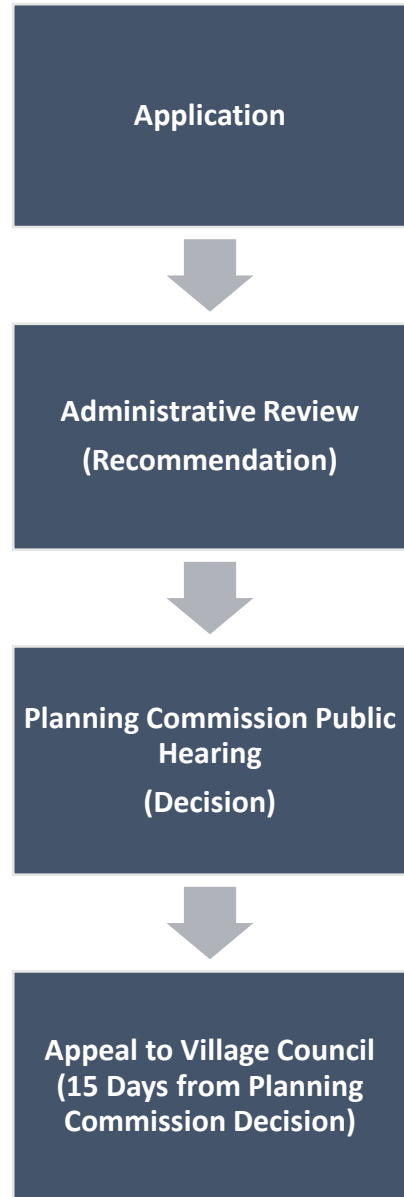 Application
Administrative Review
(Recommendation)
Planning Commission Public
Hearing
(Decision)
Appeal to Village Council
(15 Days from Planning
Commission Decision)